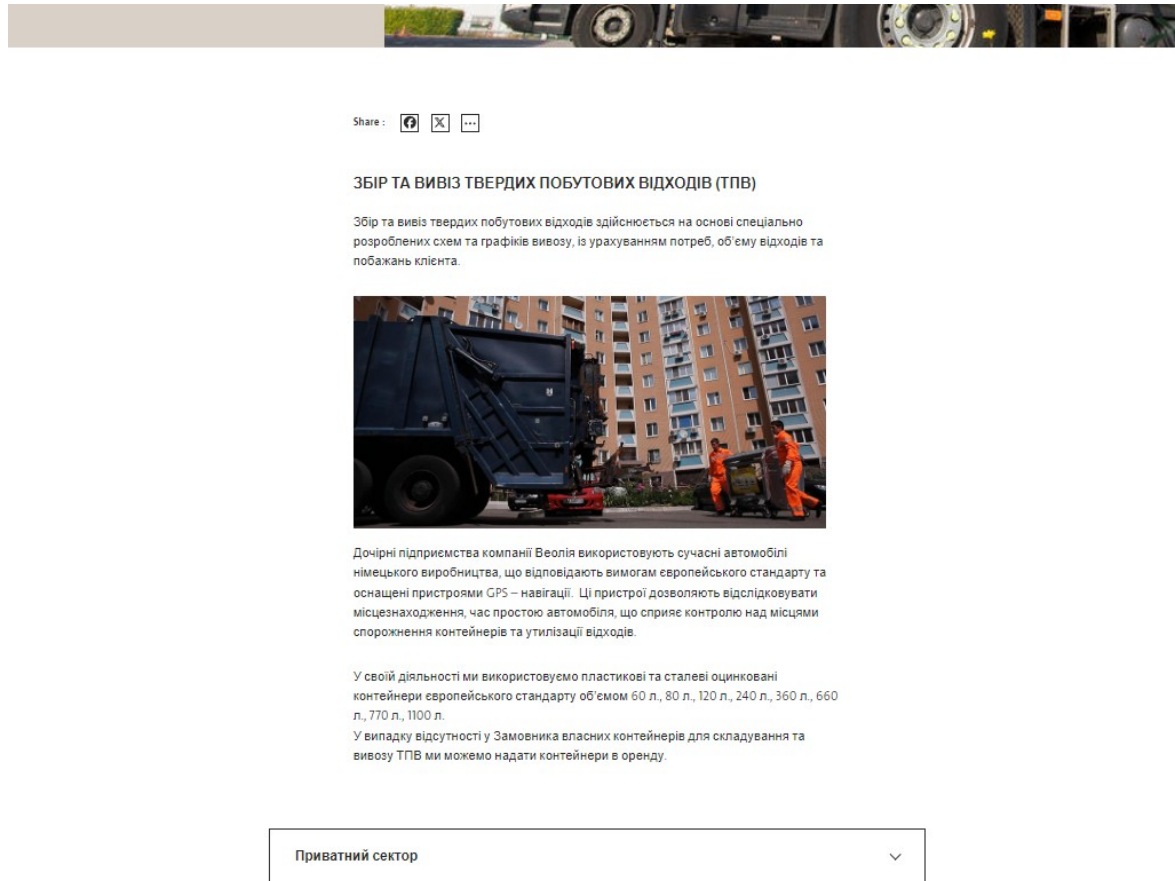 Share :
ЗБІР ТА ВИВІЗ ТВЕРДИХ ПОБУТОВИХ ВІДХОДІВ (ТПВ)
Збір та вивіз твердих побутових відходів здійснюється на основі спеціально
розроблених схем та графіків вивозу, із урахуванням потреб, об'єму відходів та
побажань клієнта.
Дочірні підприємства компанії Веолія використовують сучасні автомобілі
німецького виробництва, що відповідають вимогам європейського стандарту та
оснащені пристроями GPS – навігації. Ці пристрої дозволяють відслідковувати
місцезнаходження, час простою автомобіля, що сприяє контролю над місцями
спорожнення контейнерів та утилізації відходів.
У своїй діяльності ми використовуємо пластикові та сталеві оцинковані
контейнери європейського стандарту об'ємом 60 л., 80 л., 120 л., 240 л., 360 л., 660
л., 770 л., 1100 л.
У випадку відсутності у Замовника власних контейнерів для складування та
вивозу ТПВ ми можемо надати контейнери в оренду.
Приватний сектор